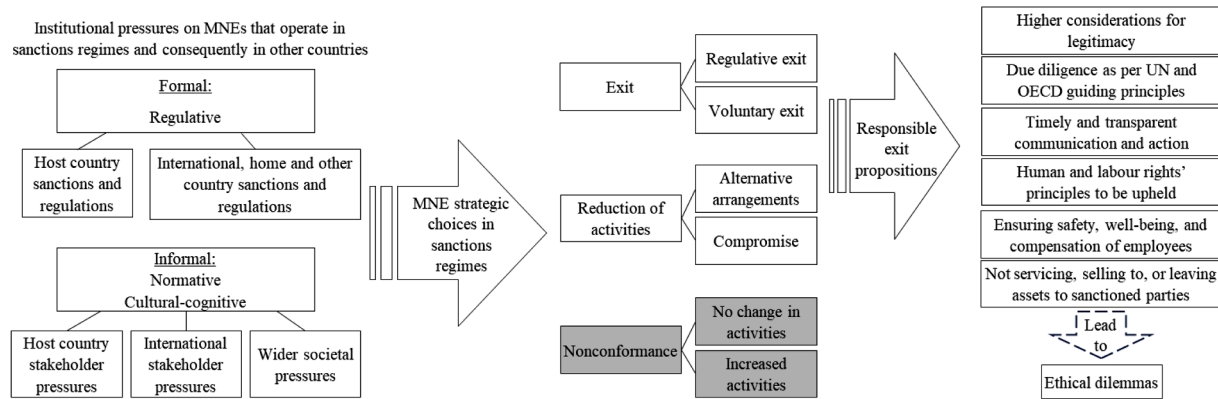 Institutional pressures on MNEs that operate in
sanctions regimes and consequently in other countries
Formal:
Regulative
Host country
sanctions and
regulations
International, home and other
country sanctions and
regulations
Informal:
Normative
Cultural-cognitive
Host country
stakeholder
pressures
International
stakeholder
pressures
Wider societal
pressures
MNE strategic
choices in
sanctions
regimes
Exit
Regulative exit
Voluntary exit
Reduction of
activities
Alternative
arrangements
Compromise
Nonconformance
No change in
activities
Increased
activities
Responsible
exit
propositions
Higher considerations for
legitimacy
Due diligence as per UN and
OECD guiding principles
Timely and transparent
communication and action
Human and labour rights’
principles to be upheld
Ensuring safety, well-being, and
compensation of employees
Not servicing, selling to, or leaving
assets to sanctioned parties
Lead
to
Ethical dilemmas